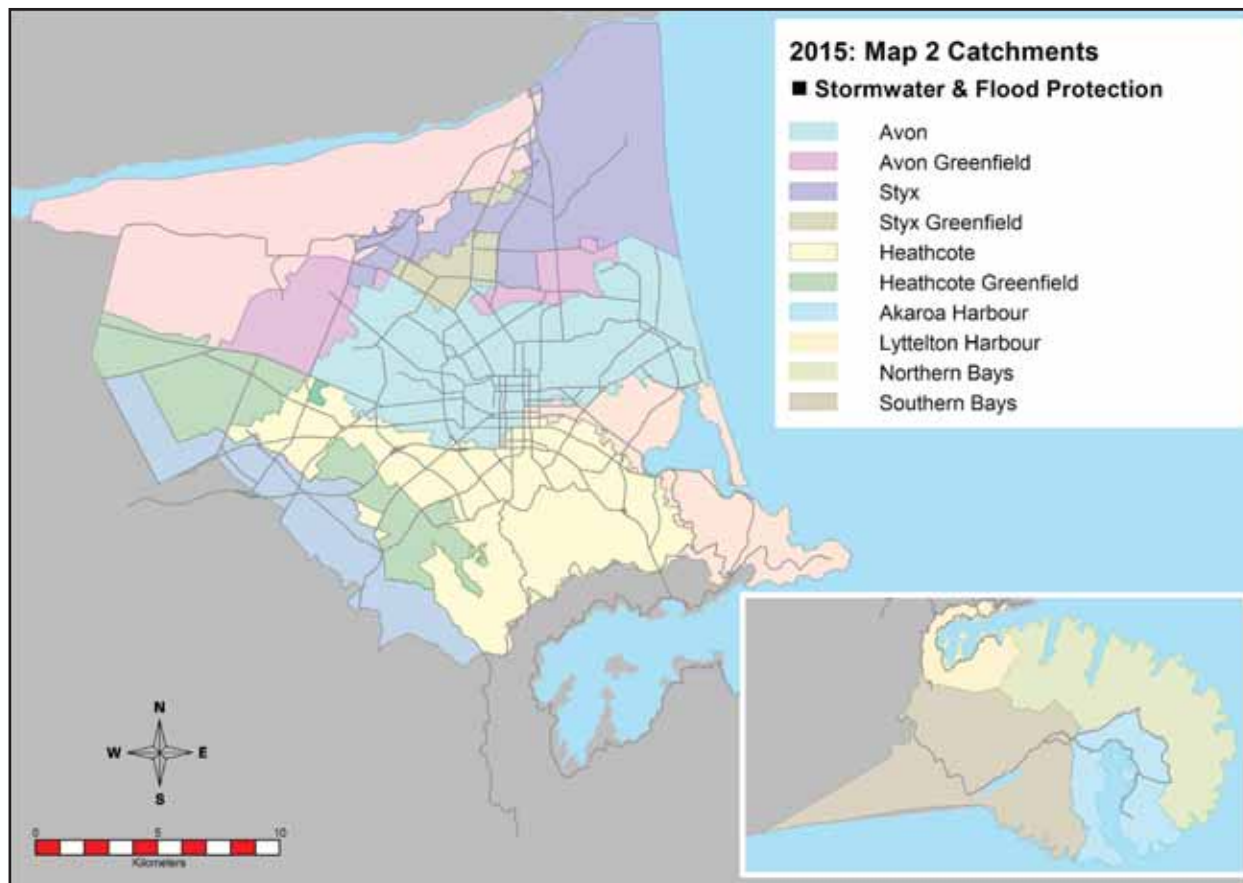 2015: Map 2 Catchments
■ Stormwater & Flood Protection
Avon
Avon Greenfield
Styx
Styx Greenfield
Heathcote
Heathcote Greenfield
Akaroa Harbour
Lyttelton Harbour
Northern Bays
Southern Bays
N
W E
S
0 5 10
Kilometers